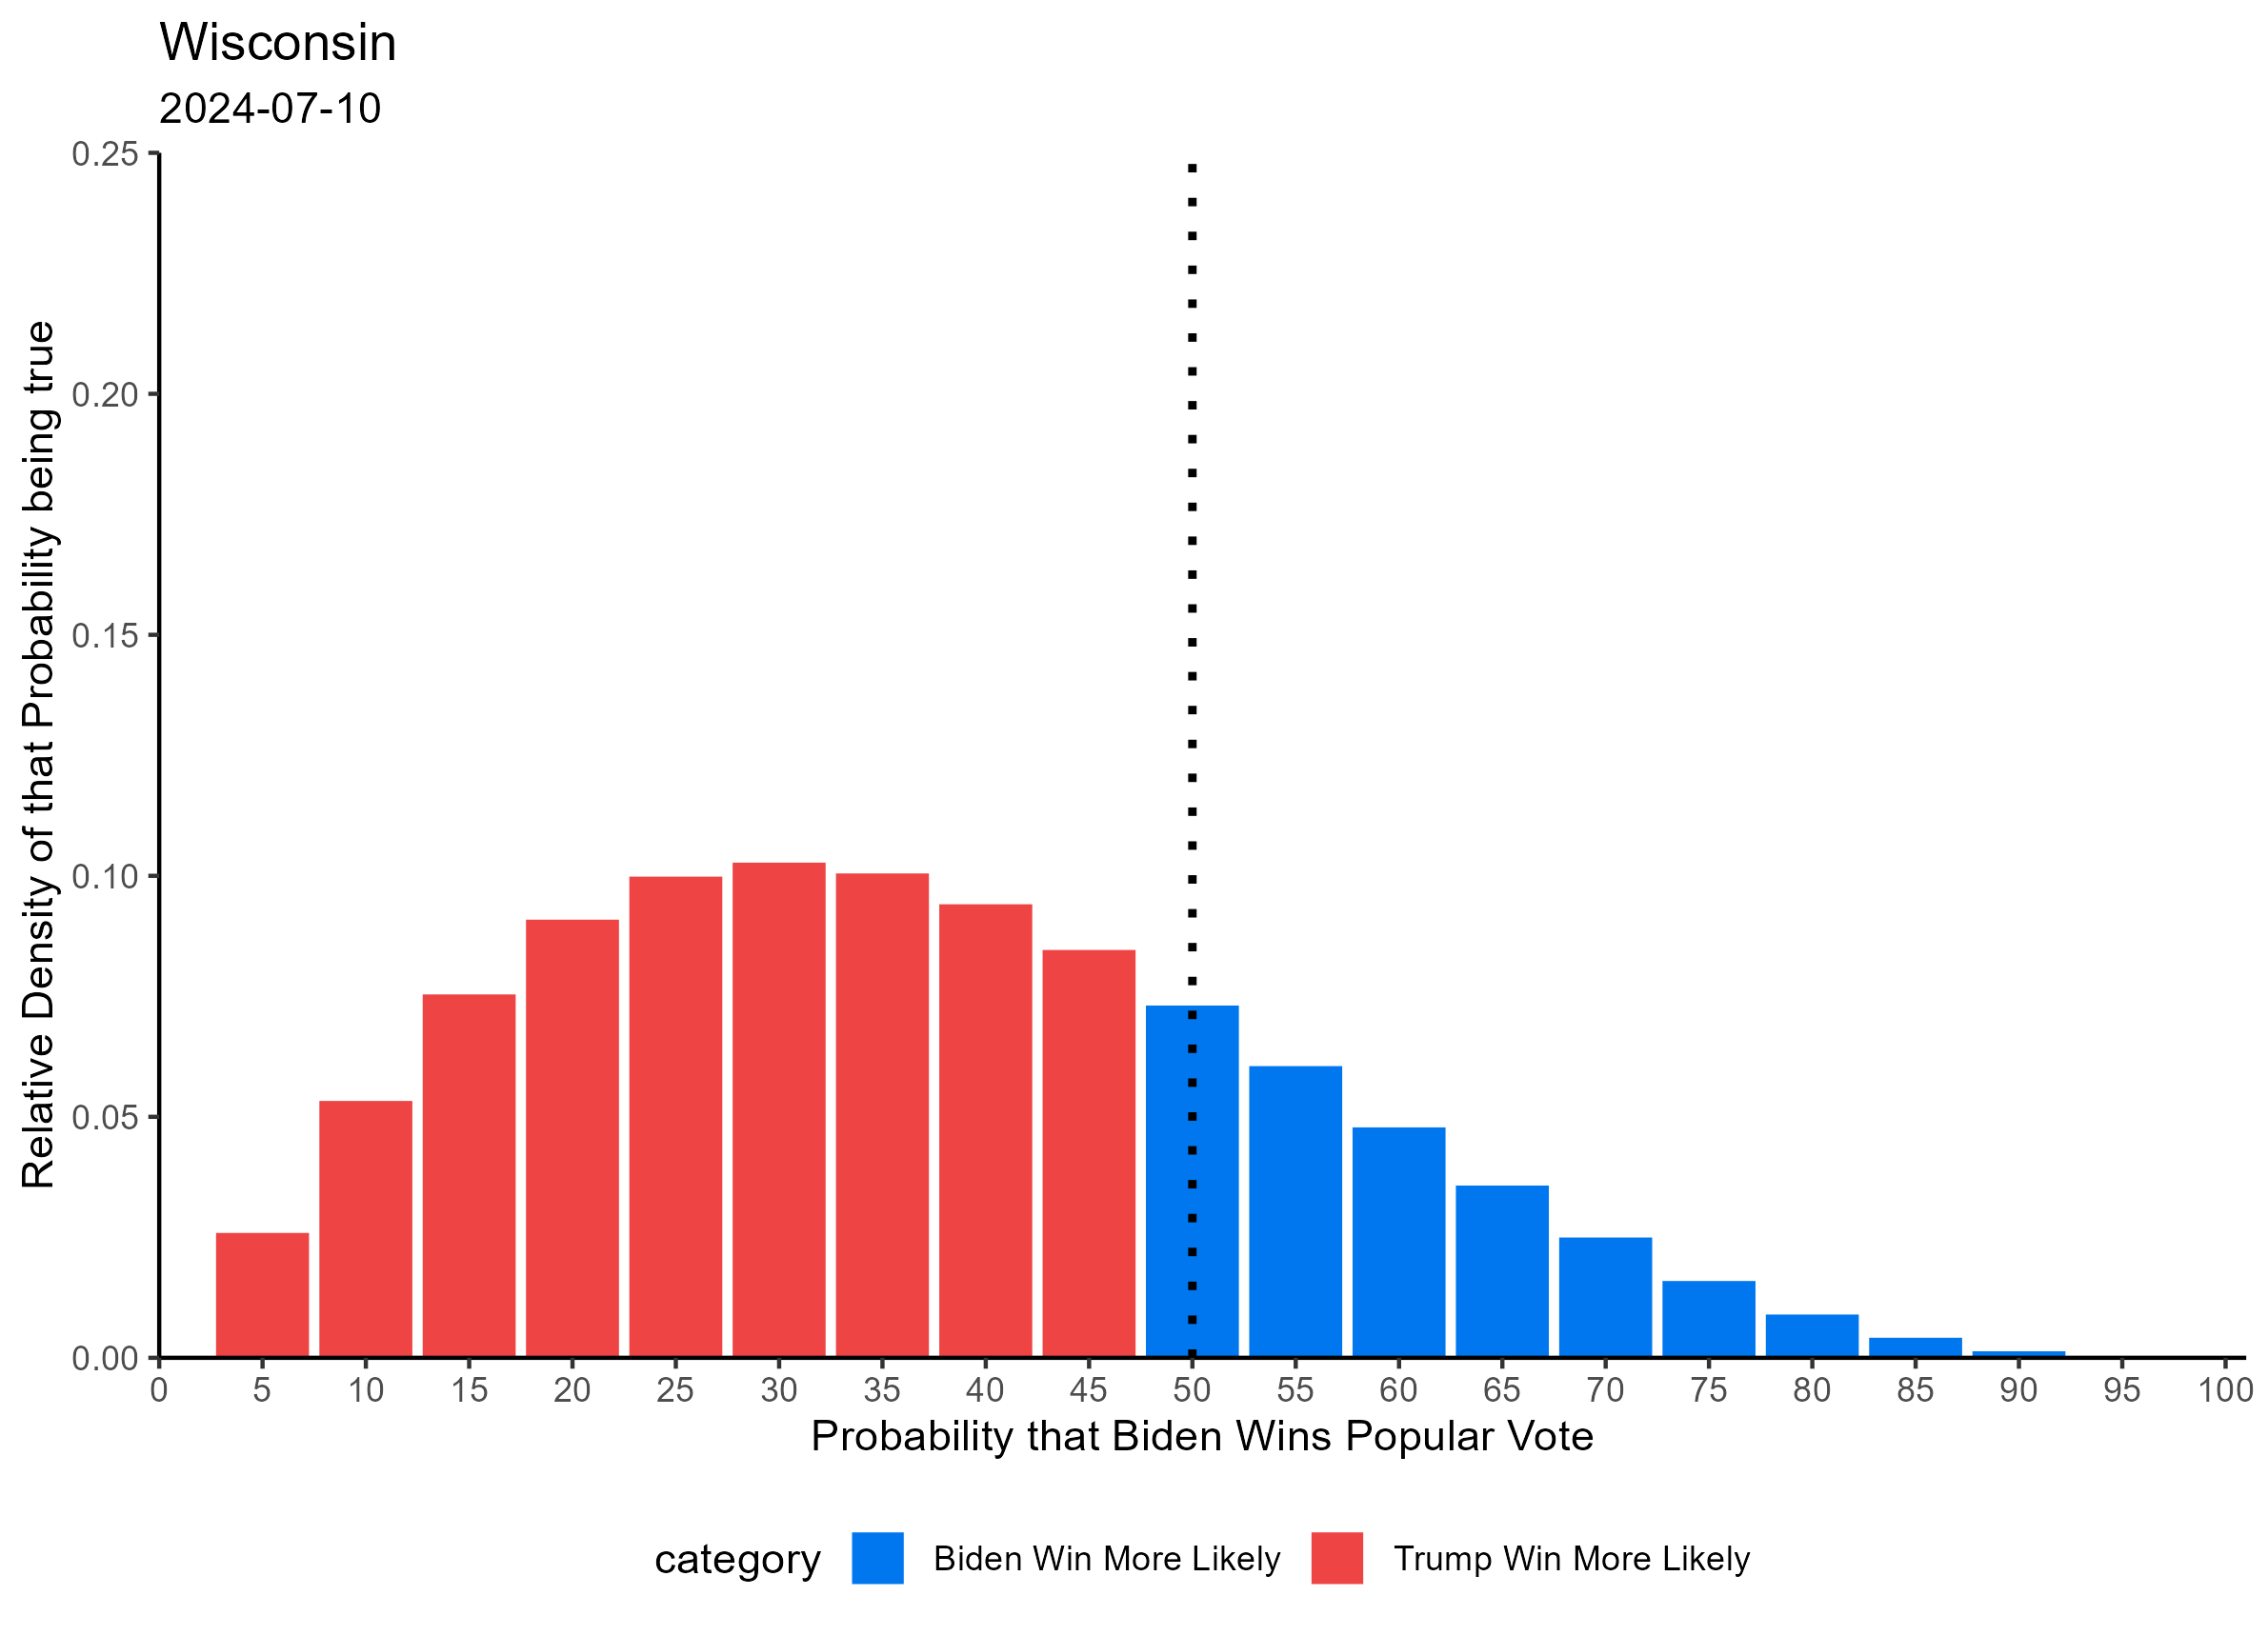 Wisconsin
2024-07-10
Relative Density of that Probability being true
0.25
0.20
0.15
0.10
0.05
0.00
0 5 10 15 20 25 30 35 40 45 50 55 60 65 70 75 80 85 90 95 100
Probability that Biden Wins Popular Vote
category Biden Win More Likely Trump Win More Likely